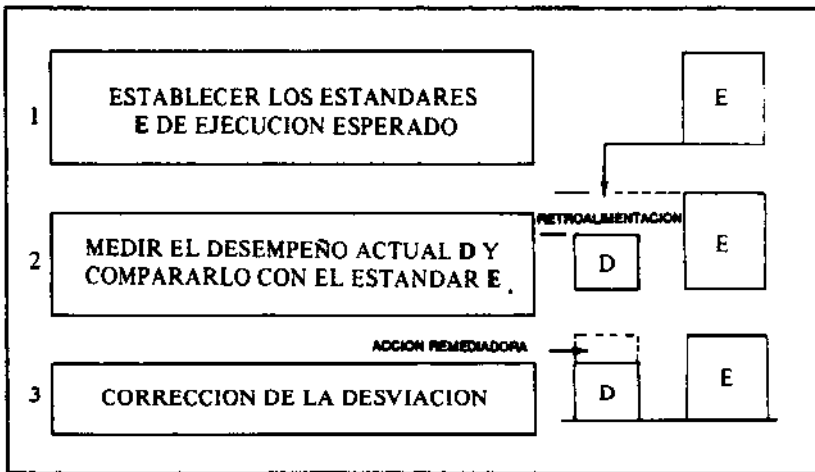 1
ESTABLECER LOS ESTANDARES
E DE EJECUCION ESPERADO
E
RETROALIMENTACION
2
MEDIR EL DESEMPEÑO ACTUAL D Y
COMPARARLO CON EL ESTANDAR E.
D
E
ACCION REMEDIADORA
3
CORRECCION DE LA DESVIACION
D
E